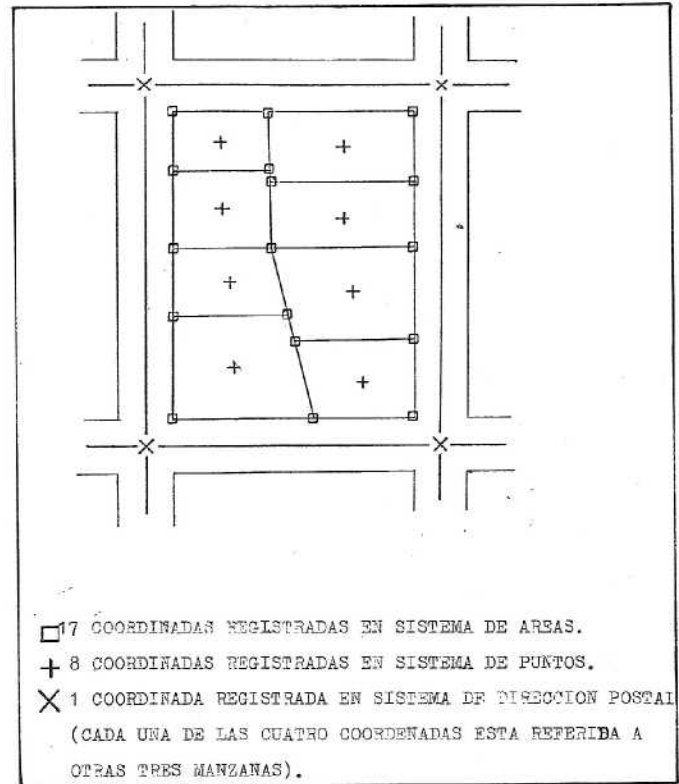 17 COORDINADAS REGISTRADAS EN SISTEMA DE AREAS.
8 COORDINADAS REGISTRADAS EN SISTEMA DE PUNTOS.
1 COORDINADA REGISTRADA EN SISTEMA DE DIRECCION POSTAL
(CADA UNA DE LAS CUATRO COORDENADAS ESTA REFERIDA A
OTRAS TRES MANZANAS).